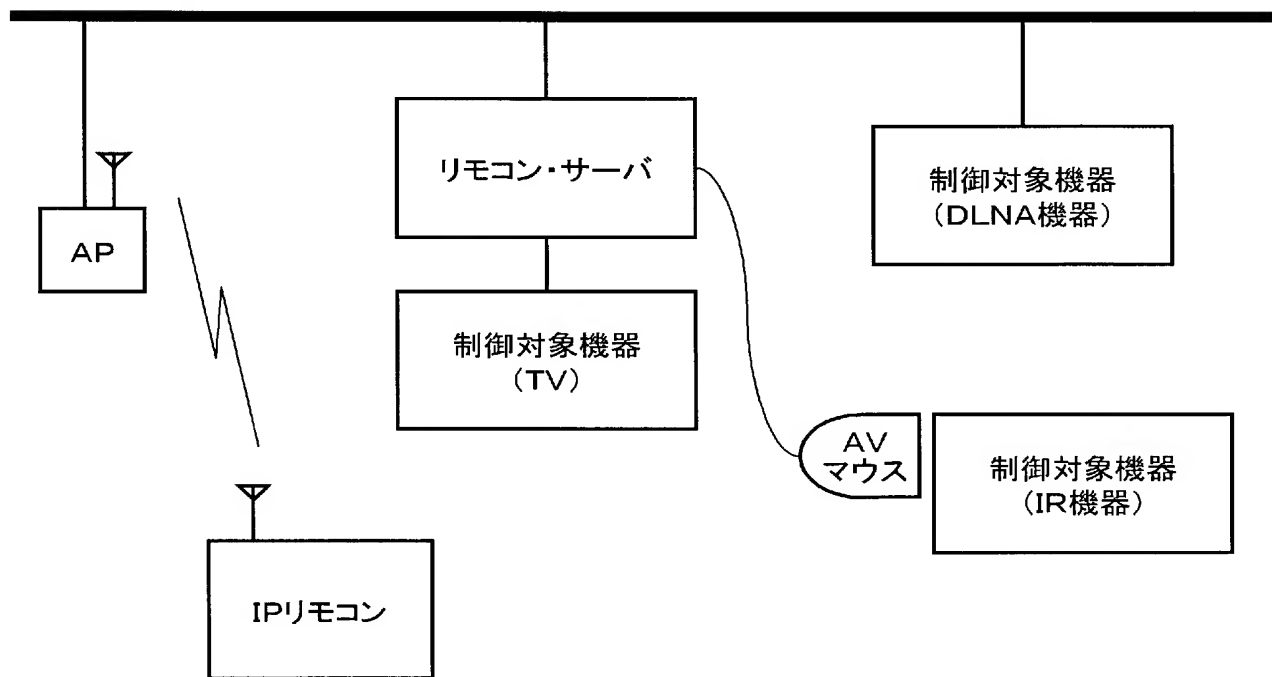 リモコン・サーバ
制御対象機器
(DLNA機器)
AP
制御対象機器
(TV)
AV
マウス
制御対象機器
(IR機器)
IPリモコン